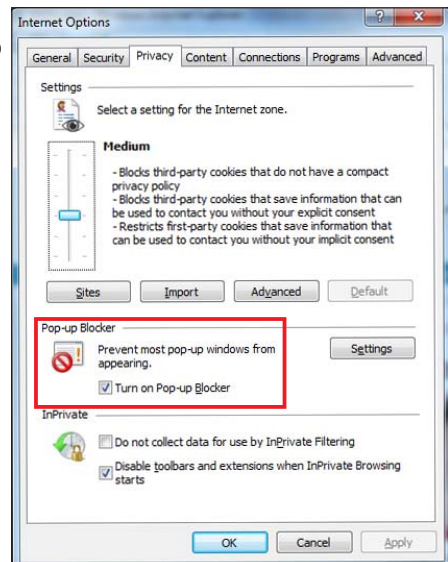 Internet Options
General Security Privacy Content Connections Programs Advanced
Settings
Select a setting for the Internet zone.
Medium
- Blocks third-party cookies that do not have a compact
privacy policy
- Blocks third-party cookies that save information that can
be used to contact you without your explicit consent
- Restricts first-party cookies that save information that
can be used to contact you without your implicit consent
Sites Import Advanced Default
Pop-up Blocker
Prevent most pop-up windows from
appearing.
Settings
Turn on Pop-up Blocker
InPrivate
Do not collect data for use by InPrivate Filtering
Disable toolbars and extensions when InPrivate Browsing
starts
OK Cancel Apply